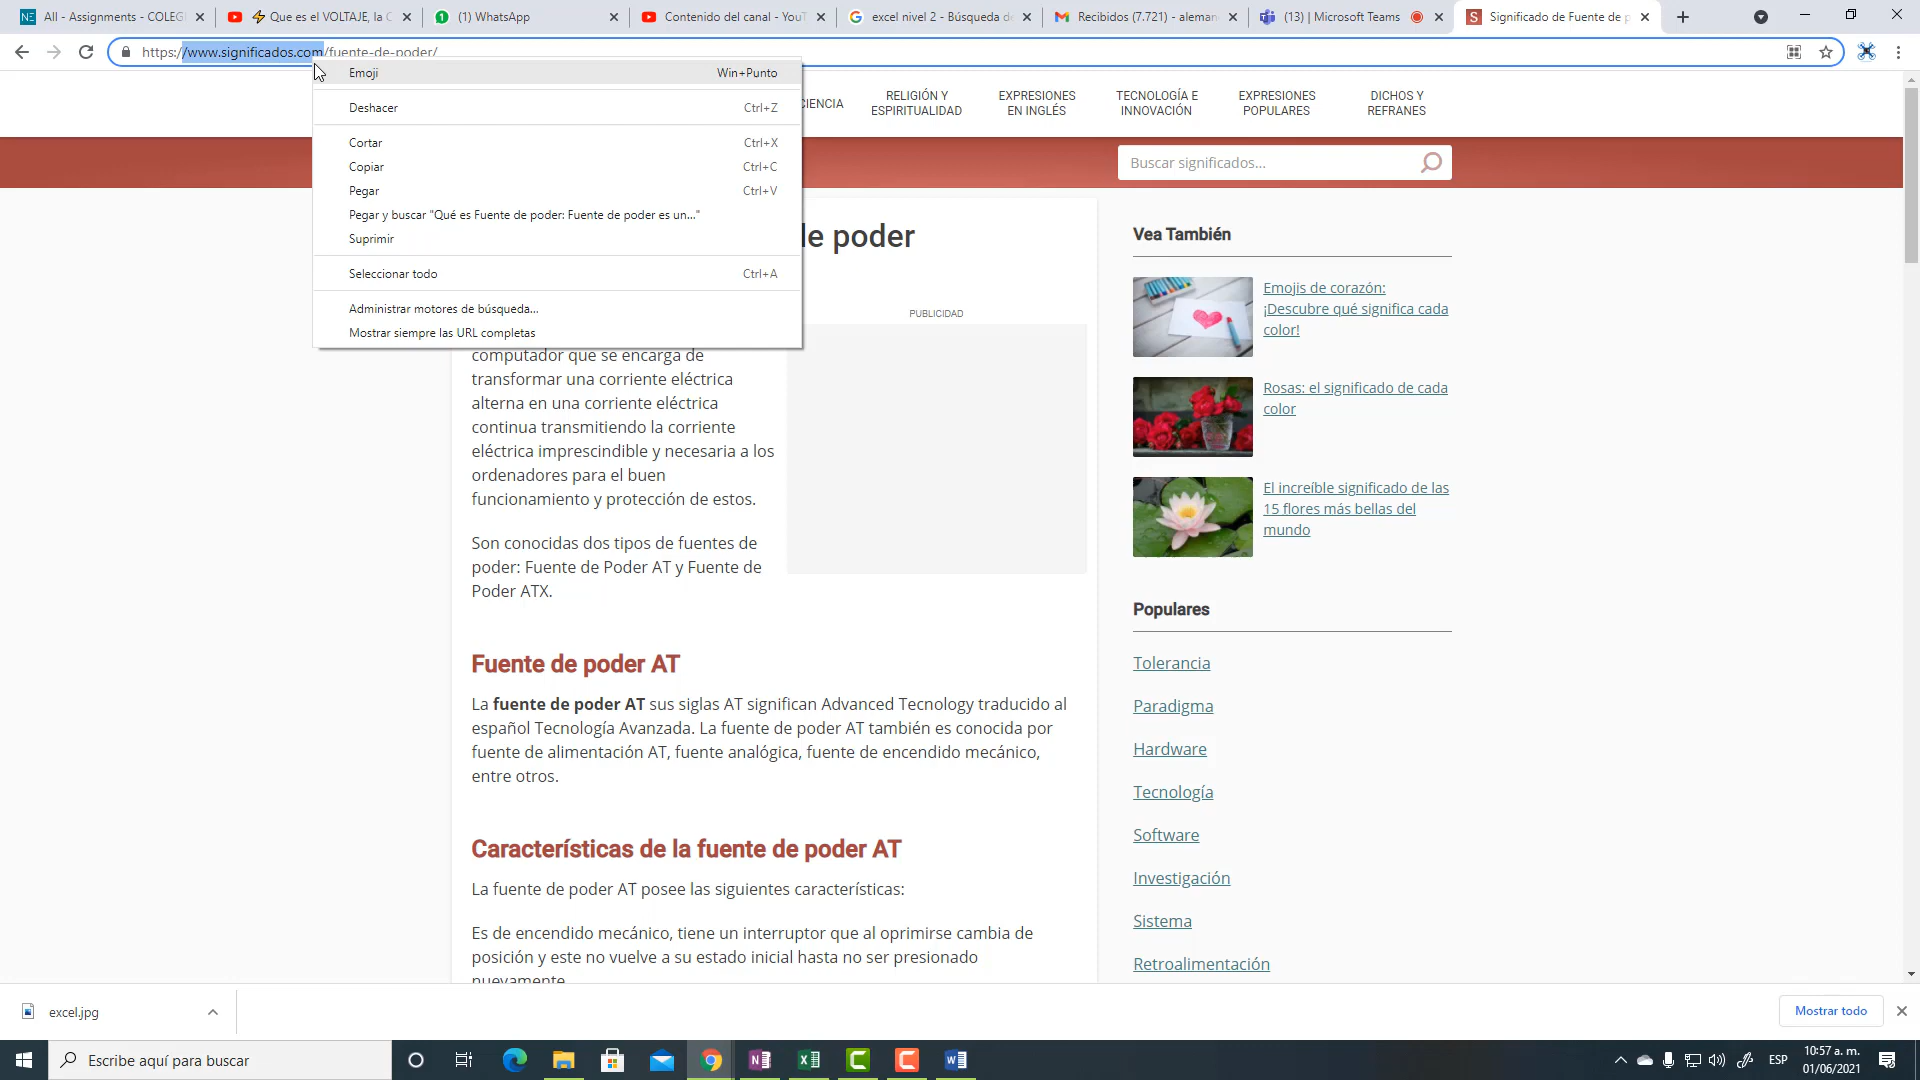 All - Assignments - COLEG
Que es el VOLTAJE, la C
(1) WhatsApp
Contenido del canal - YouT
excel nivel 2 - Búsqueda de
Recibidos (7.721) - aleman
(13) | Microsoft Teams
Significado de Fuente de p
https://www.significados.com/fuente-de-poder/
Emoji Win+Punto
Deshacer Ctrl+Z
Cortar Ctrl+X
Copiar Ctrl+C
Pegar Ctrl+V
Pegar y buscar "Qué es Fuente de poder: Fuente de poder es un..."
Suprimir
Seleccionar todo Ctrl+A
Administrar motores de búsqueda...
Mostrar siempre las URL completas
CIENCIA
RELIGIÓN Y
ESPIRITUALIDAD
EXPRESIONES
EN INGLÉS
TECNOLOGÍA E
INNOVACIÓN
EXPRESIONES
POPULARES
DICHOS Y
REFRANES
Buscar significados...
de poder
PUBLICIDAD
computador que se encarga de
transformar una corriente eléctrica
alterna en una corriente eléctrica
continua transmitiendo la corriente
eléctrica imprescindible y necesaria a los
ordenadores para el buen
funcionamiento y protección de estos.
Son conocidas dos tipos de fuentes de
poder: Fuente de Poder AT y Fuente de
Poder ATX.
Fuente de poder AT
La fuente de poder AT sus siglas AT significan Advanced Tecnology traducido al
español Tecnología Avanzada. La fuente de poder AT también es conocida por
fuente de alimentación AT, fuente analógica, fuente de encendido mecánico,
entre otros.
Características de la fuente de poder AT
La fuente de poder AT posee las siguientes características:
Es de encendido mecánico, tiene un interruptor que al oprimirse cambia de
posición y este no vuelve a su estado inicial hasta no ser presionado
nuevamente
Vea También
Emojis de corazón:
¡Descubre qué significa cada
color!
Rosas: el significado de cada
color
El increíble significado de las
15 flores más bellas del
mundo
Populares
Tolerancia
Paradigma
Hardware
Tecnología
Software
Investigación
Sistema
Retroalimentación
excel.jpg
Mostrar todo
Escribe aquí para buscar
ESP
10:57 a. m.
01/06/2021